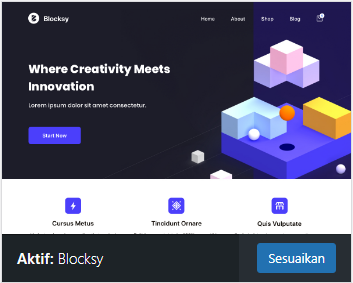 Blocksy
Home About Shop Blog
Where Creativity Meets
Innovation
Lorem ipsum dolor sit amet consectetur.
Start Now
Cursus Metus Tincidunt Ornare Quis Vulputate
Aktif: Blocksy Sesuaikan